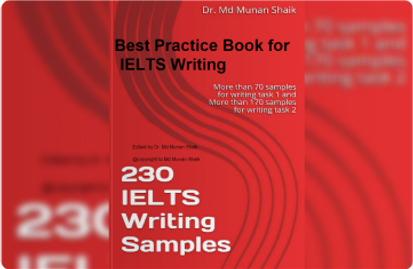 Dr. Md Munan Shaik
Best Practice Book for
IELTS Writing
More than 70 samples
for writing task 1 and
More than 170 samples
for writing task 2
Edited by Dr. Md Munan Shaik
@copyright to Md Munan Shaik
230
IELTS
Writing
Samples